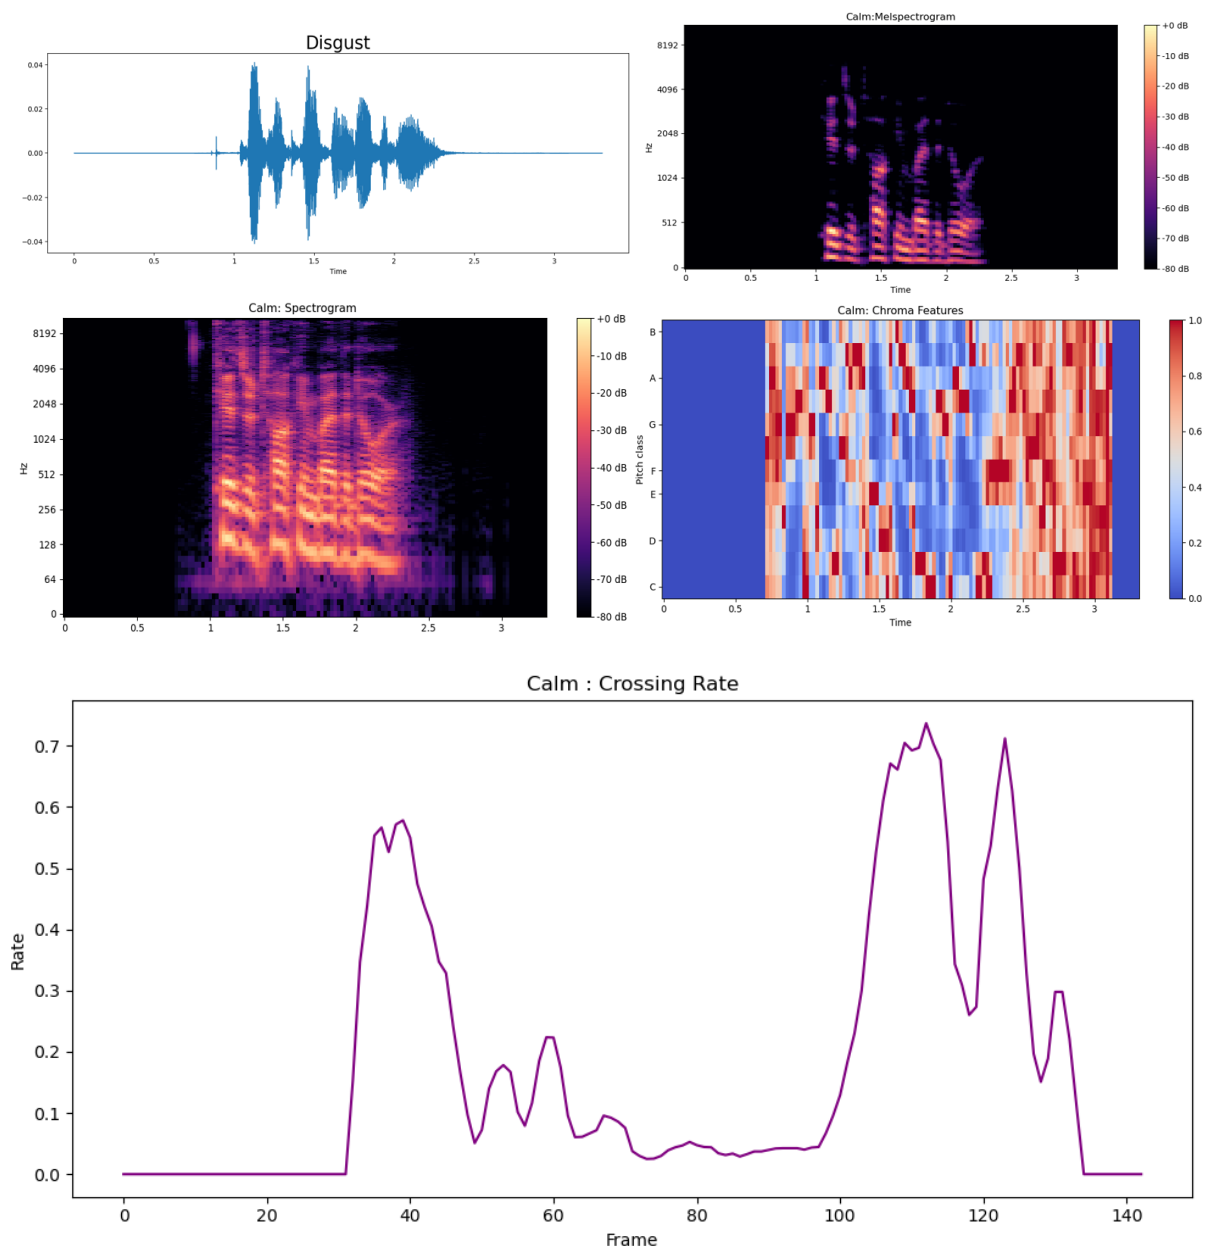 Disgust
0.04
0.02
0.00
−0.02
−0.04
0 0.5 1 1.5 2 2.5 3
Time
Calm:Melspectrogram
8192
4096
2048
1024
512
0
Hz
0 0.5 1 1.5 2 2.5 3
Time
+0 dB
-10 dB
-20 dB
-30 dB
-40 dB
-50 dB
-60 dB
-70 dB
-80 dB
Calm: Spectrogram
8192
4096
2048
1024
512
256
128
64
0
Hz
0 0.5 1 1.5 2 2.5 3
+0 dB
-10 dB
-20 dB
-30 dB
-40 dB
-50 dB
-60 dB
-70 dB
-80 dB
Calm: Chroma Features
B
A
G
F
E
D
C
Pitch class
0 0.5 1 1.5 2 2.5 3
Time
1.0
0.8
0.6
0.4
0.2
0.0
Calm : Crossing Rate
0.7
0.6
0.5
0.4
0.3
0.2
0.1
0.0
Rate
0 20 40 60 80 100 120 140
Frame